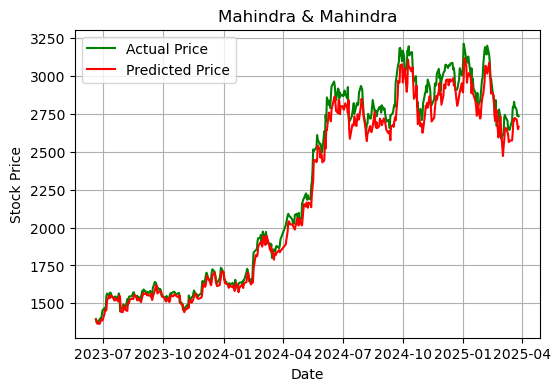 Mahindra & Mahindra
Actual Price
Predicted Price
Stock Price
3250
3000
2750
2500
2250
2000
1750
1500
2023-07 2023-10 2024-01 2024-04 2024-07 2024-10 2025-01 2025-04
Date